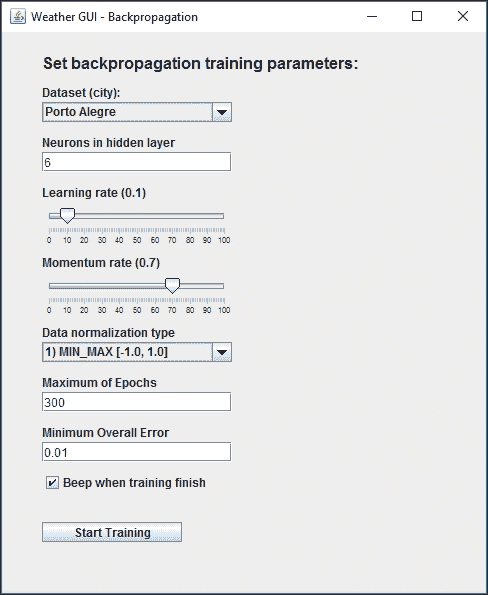 Weather GUI - Backpropagation
Set backpropagation training parameters:
Dataset (city):
Porto Alegre
Neurons in hidden layer
6
Learning rate (0.1)
0 10 20 30 40 50 60 70 80 90 100
Momentum rate (0.7)
0 10 20 30 40 50 60 70 80 90 100
Data normalization type
1) MIN_MAX [-1.0, 1.0]
Maximum of Epochs
300
Minimum Overall Error
0.01
Beep when training finish
Start Training